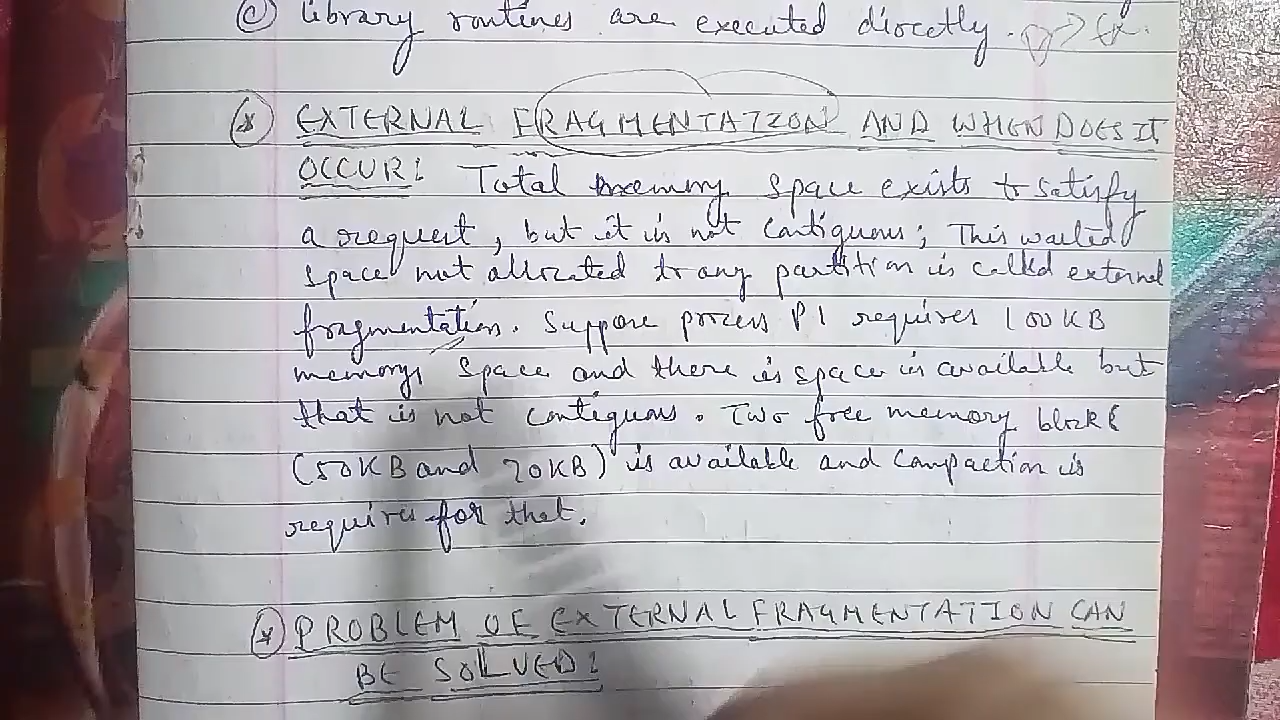 (c) Library routines are executed directly.
(*) EXTERNAL FRAGMENTATION AND WHEN DOES IT
OCCUR: Total memory space exists to satisfy
a request, but it is not contiguous; This wasted
space not allocated to any partition is called external
fragmentation. Suppose process P1 requires 100KB
memory space and there is space is available but
that is not contiguous. Two free memory blocks
(50KB and 70KB) is available and compaction is
requires for that.
(*) PROBLEM OF EXTERNAL FRAGMENTATION CAN
BE SOLVED: